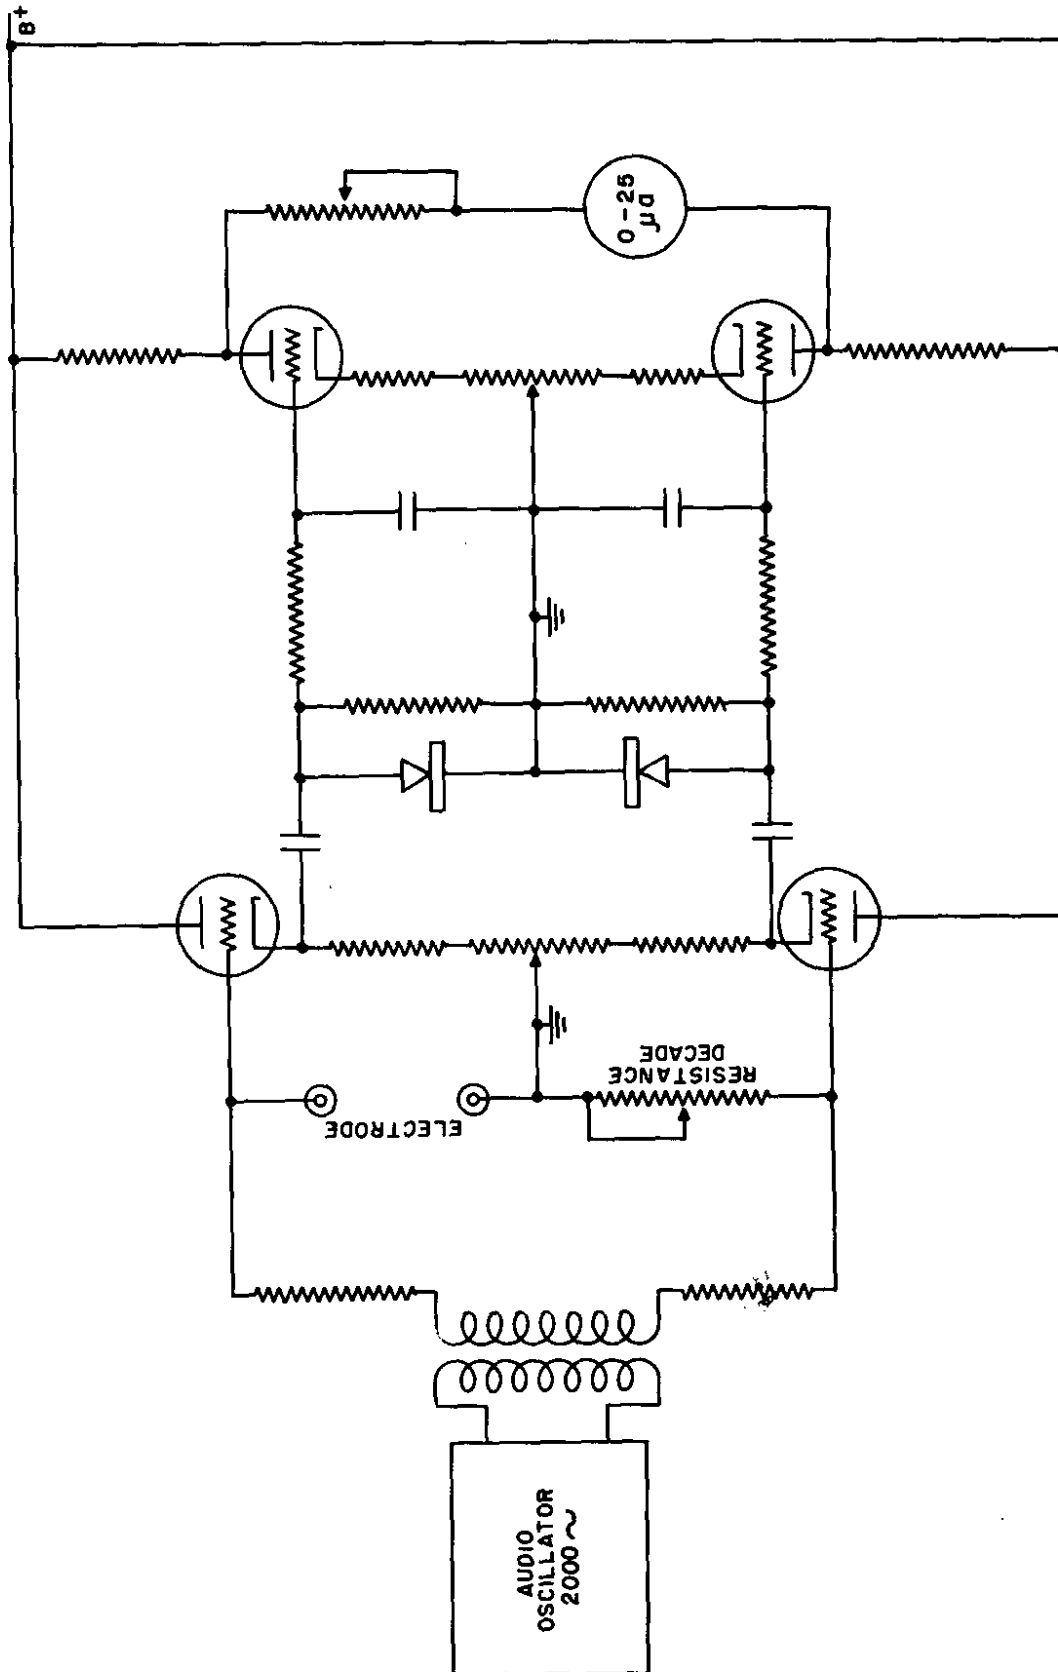 B+
0-25
µa
RESISTANCE
DECADE
ELECTRODE
AUDIO
OSCILLATOR
2000~